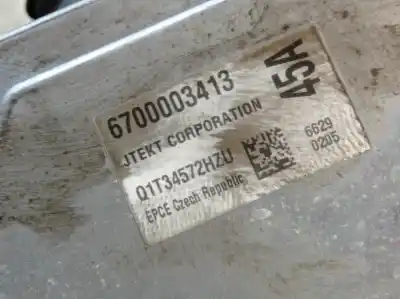 6700003413
45A
JTEKT CORPORATION
Q1T34572HZU
6629
0205
EPCE Czech Republic